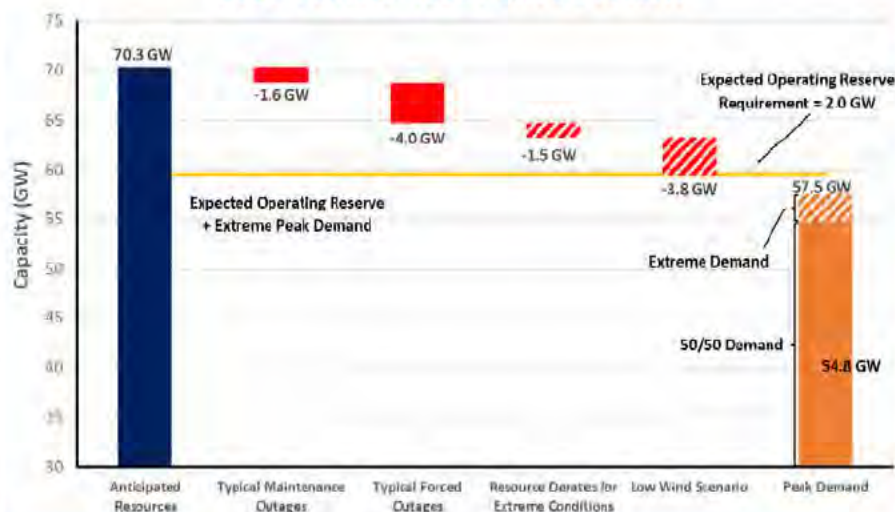 75
70
65
60
55
50
45
40
35
30
Capacity (GW)
70.3 GW
-1.6 GW
-4.0 GW
-1.5 GW
-3.8 GW
Expected Operating Reserve
Requirement = 2.0 GW
Expected Operating Reserve
+ Extreme Peak Demand
57.5 GW
Extreme Demand
50/50 Demand
54.8 GW
Anticipated
Resources
Typical Maintenance
Outages
Typical Forced
Outages
Resource Derates for
Extreme Conditions
Low Wind Scenario
Peak Demand